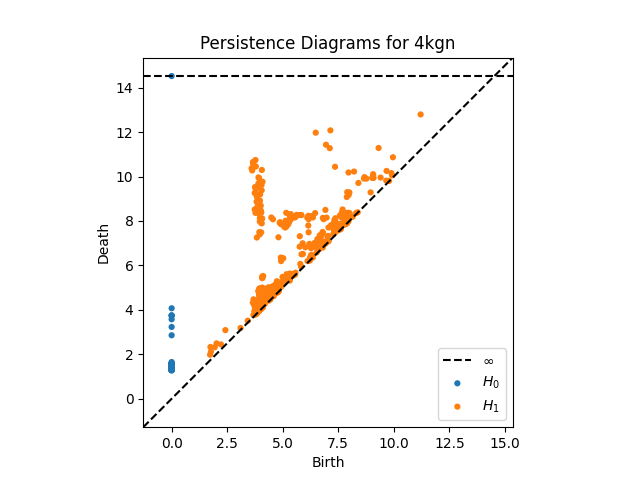 Persistence Diagrams for 4kgn
Death
14
12
10
8
6
4
2
0
∞
H₀
H₁
0.0 2.5 5.0 7.5 10.0 12.5 15.0
Birth